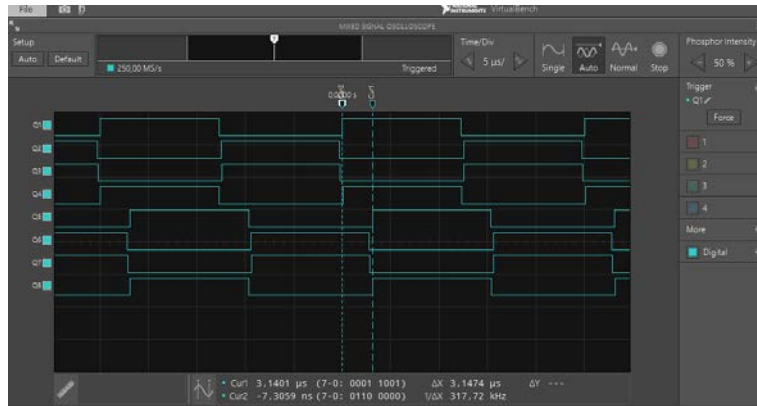 File
NATIONAL INSTRUMENTS VirtualBench
MIXED SIGNAL OSCILLOSCOPE
Setup
Auto Default
250,00 MS/s Triggered
Time/Div
5 µs/
Single Auto Normal Stop
Phosphor Intensity
50 %
Trigger
Q1
Force
1
2
3
4
More
Digital
Q1
Q2
Q3
Q4
Q5
Q6
Q7
Q8
Cur1 3.1401 µs (7-0: 0001 1001) ΔX 3.1474 µs ΔY ---
Cur2 -7.3059 ns (7-0: 0110 0000) 1/ΔX 317.72 kHz